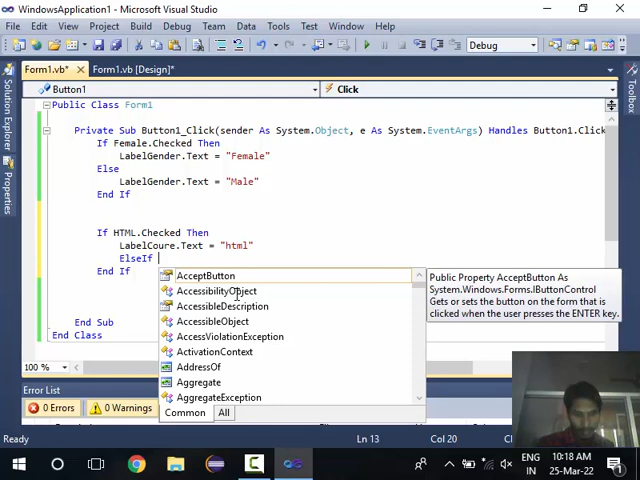 WindowsApplication1 - Microsoft Visual Studio
File Edit View Project Build Debug Team Data Tools Test Window Help
Debug
Form1.vb* Form1.vb [Design]*
Button1 Click
Solution Explorer
Properties
Toolbox
Public Class Form1
Private Sub Button1_Click(sender As System.Object, e As System.EventArgs) Handles Button1.Click
If Female.Checked Then
LabelGender.Text = "Female"
Else
LabelGender.Text = "Male"
End If
If HTML.Checked Then
LabelCoure.Text = "html"
ElseIf
End If
End Sub
End Class
AcceptButton
AccessibilityObject
AccessibleDescription
AccessibleObject
AccessViolationException
ActivationContext
AddressOf
Aggregate
AggregateException
Common All
Public Property AcceptButton As
System.Windows.Forms.IButtonControl
Gets or sets the button on the form that is
clicked when the user presses the ENTER key.
100 %
Error List
0 Errors 0 Warnings
Ready Ln 13 Col 20
ENG 10:18 AM
IN 25-Mar-22